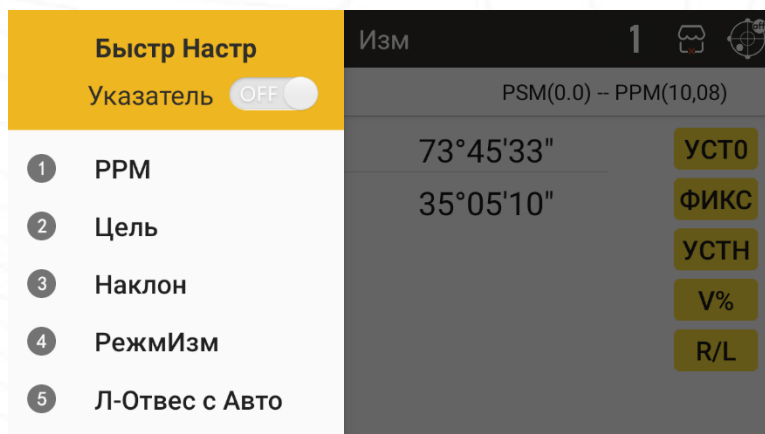 Быстр Настр
Указатель OFF
1 PPM
2 Цель
3 Наклон
4 РежмИзм
5 Л-Отвес с Авто
Изм 1 off
PSM(0.0) -- PPM(10,08)
73°45'33"
35°05'10"
УСТ0
ФИКС
УСТН
V%
R/L